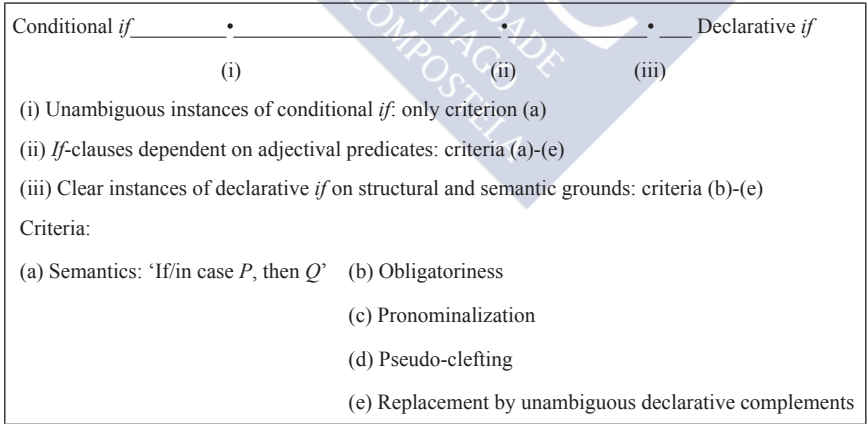 Conditional if_________•_________________________•_____________•___ Declarative if
(i) (ii) (iii)
(i) Unambiguous instances of conditional if: only criterion (a)
(ii) If-clauses dependent on adjectival predicates: criteria (a)-(e)
(iii) Clear instances of declarative if on structural and semantic grounds: criteria (b)-(e)
Criteria:
(a) Semantics: ‘If/in case P, then Q’ (b) Obligatoriness
(c) Pronominalization
(d) Pseudo-clefting
(e) Replacement by unambiguous declarative complements